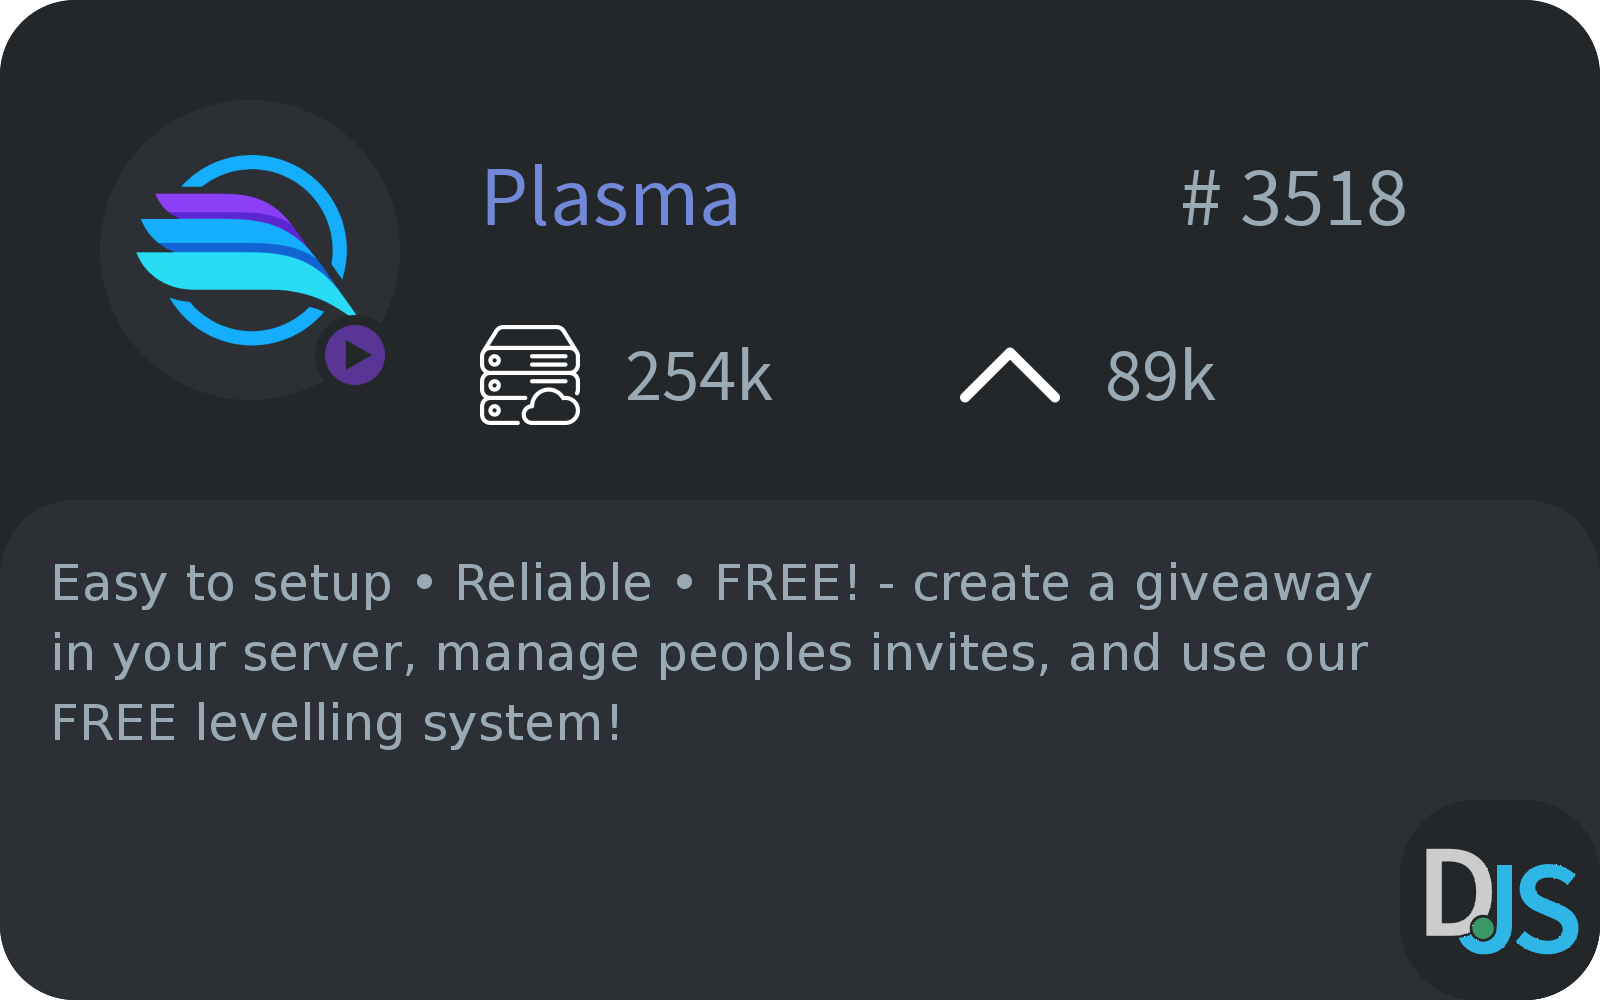 Plasma
# 3518
254k
89k
Easy to setup • Reliable • FREE! - create a giveaway
in your server, manage peoples invites, and use our
FREE levelling system!
DJS